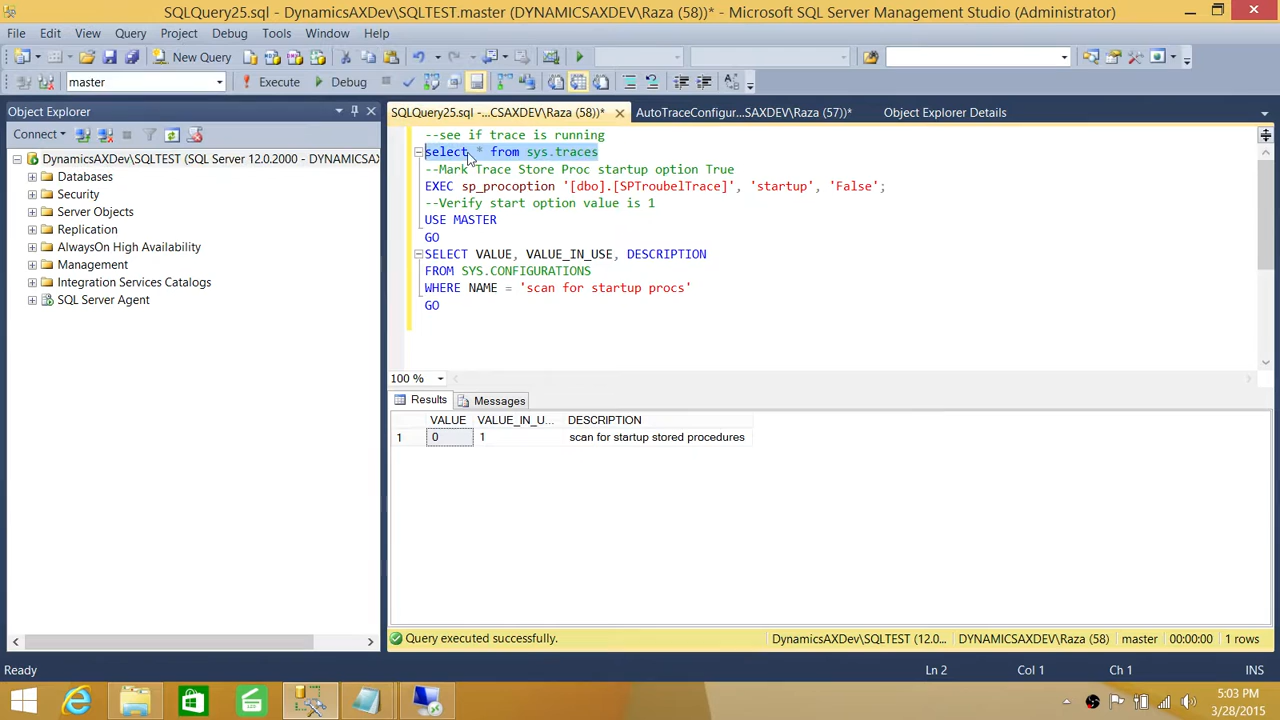 SQLQuery25.sql - DynamicsAXDev\SQLTEST.master (DYNAMICSAXDEV\Raza (58))* - Microsoft SQL Server Management Studio (Administrator)
File Edit View Query Project Debug Tools Window Help
New Query
master Execute Debug
Object Explorer
SQLQuery25.sql -...CSAXDEV\Raza (58))* AutoTraceConfigur...SAXDEV\Raza (57))* Object Explorer Details
Connect
DynamicsAXDev\SQLTEST (SQL Server 12.0.2000 - DYNAMICSAX
Databases
Security
Server Objects
Replication
AlwaysOn High Availability
Management
Integration Services Catalogs
SQL Server Agent
--see if trace is running
select * from sys.traces
--Mark Trace Store Proc startup option True
EXEC sp_procoption '[dbo].[SPTroubelTrace]', 'startup', 'False';
--Verify start option value is 1
USE MASTER
GO
SELECT VALUE, VALUE_IN_USE, DESCRIPTION
FROM SYS.CONFIGURATIONS
WHERE NAME = 'scan for startup procs'
GO
100 %
Results Messages
VALUE VALUE_IN_U... DESCRIPTION
1 0 1 scan for startup stored procedures
Query executed successfully. DynamicsAXDev\SQLTEST (12.0... DYNAMICSAXDEV\Raza (58) master 00:00:00 1 rows
Ready Ln 2 Col 1 Ch 1 INS
5:03 PM
3/28/2015